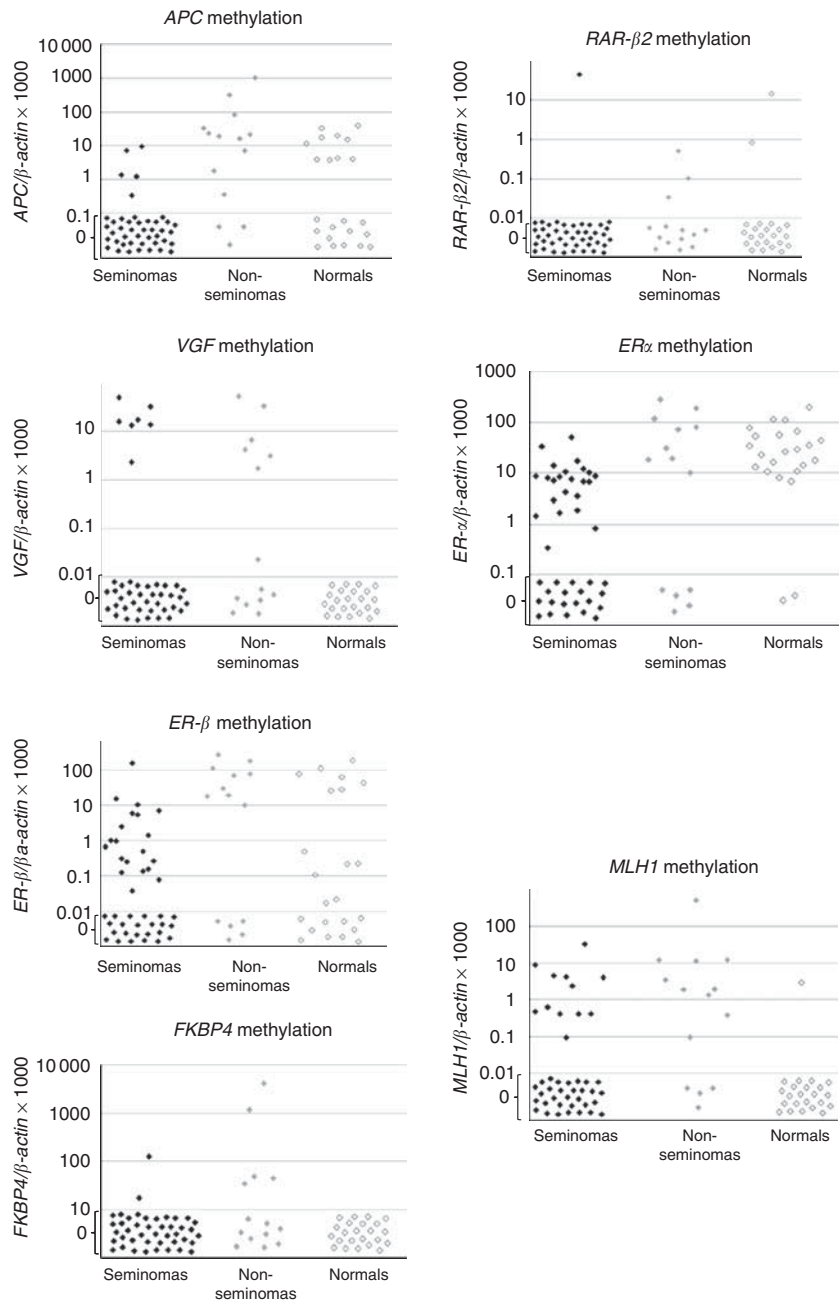 APC methylation
APC/β-actin × 1000
10 000
1000
100
10
1
0.1
0
Seminomas
Non-
seminomas
Normals
RAR-β2 methylation
RAR-β2/β-actin × 1000
10
1
0.1
0.01
0
Seminomas
Non-
seminomas
Normals
VGF methylation
VGF/β-actin × 1000
10
1
0.1
0.01
0
Seminomas
Non-
seminomas
Normals
ERα methylation
ER-α/β-actin × 1000
1000
100
10
1
0.1
0
Seminomas
Non-
seminomas
Normals
ER-β methylation
ER-β/βa-actin × 1000
100
10
1
0.1
0.01
0
Seminomas
Non-
seminomas
Normals
MLH1 methylation
MLH1/β-actin × 1000
100
10
1
0.1
0.01
0
Seminomas
Non-
seminomas
Normals
FKBP4 methylation
FKBP4/β-actin × 1000
10 000
1000
100
10
0
Seminomas
Non-
seminomas
Normals